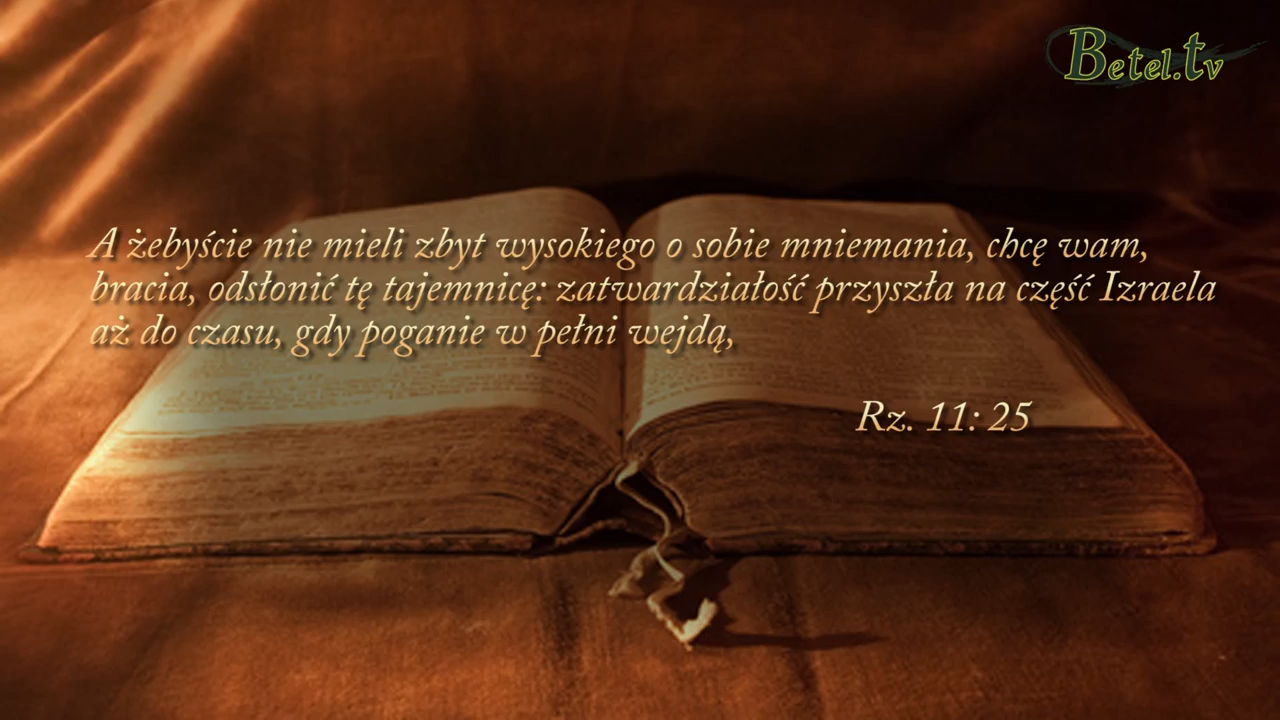 Betel.tv
A żebyście nie mieli zbyt wysokiego o sobie mniemania, chcę wam,
bracia, odsłonić tę tajemnicę: zatwardziałość przyszła na część Izraela
aż do czasu, gdy poganie w pełni wejdą,
Rz. 11: 25